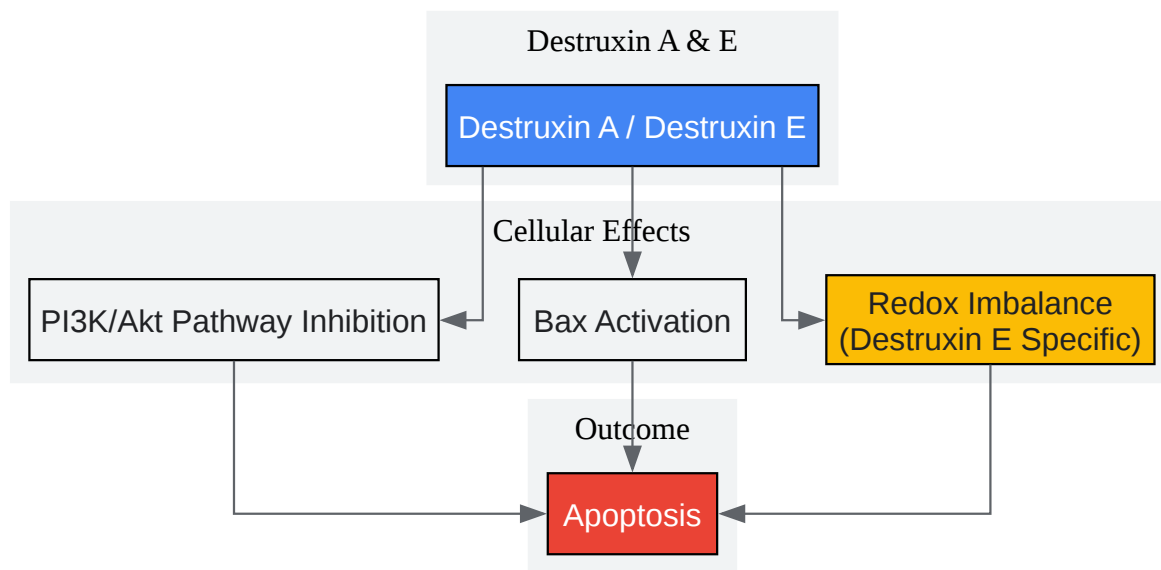 Destruxin A & E
Destruxin A / Destruxin E
Cellular Effects
PI3K/Akt Pathway Inhibition
Bax Activation
Redox Imbalance
(Destruxin E Specific)
Outcome
Apoptosis